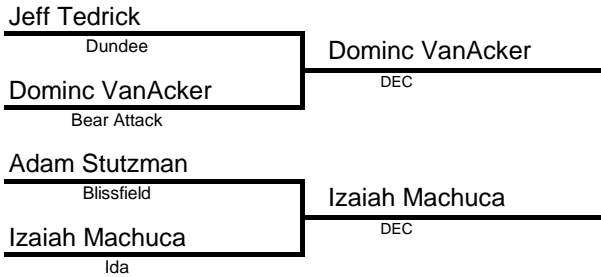 Jeff Tedrick
Dundee
Dominc VanAcker
DEC
Dominc VanAcker
Bear Attack
Adam Stutzman
Blissfield
Izaiah Machuca
DEC
Izaiah Machuca
Ida